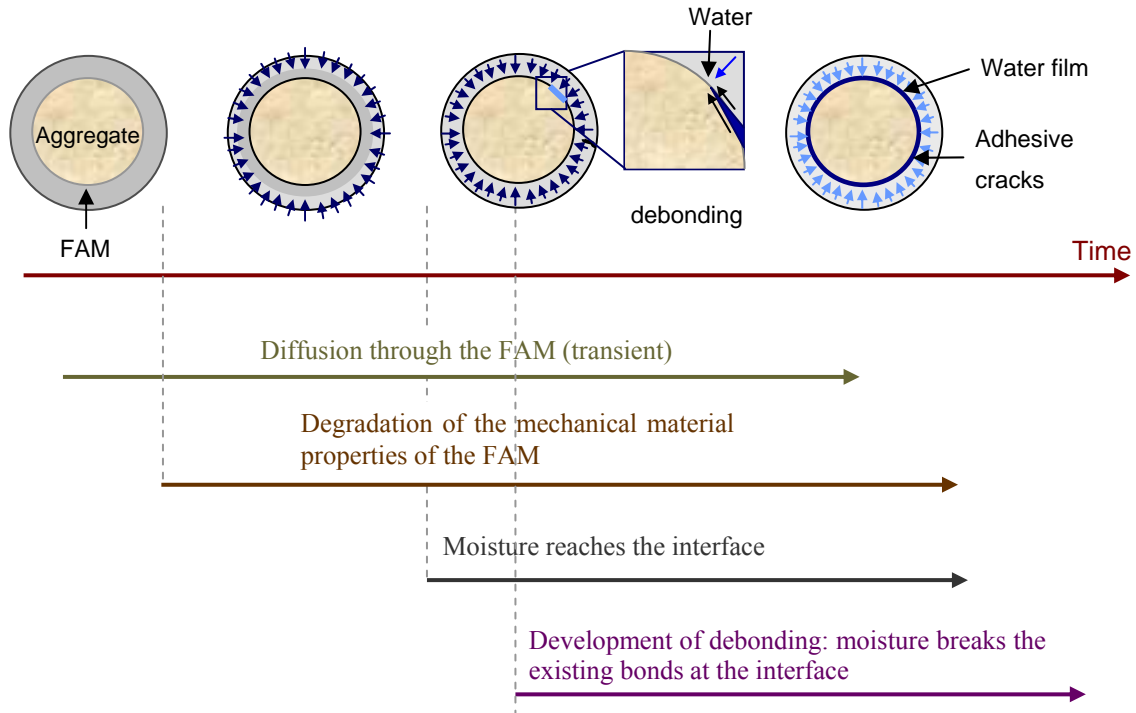 Water
Water film
Aggregate
Adhesive
cracks
debonding
FAM
Time
Diffusion through the FAM (transient)
Degradation of the mechanical material
properties of the FAM
Moisture reaches the interface
Development of debonding: moisture breaks the
existing bonds at the interface